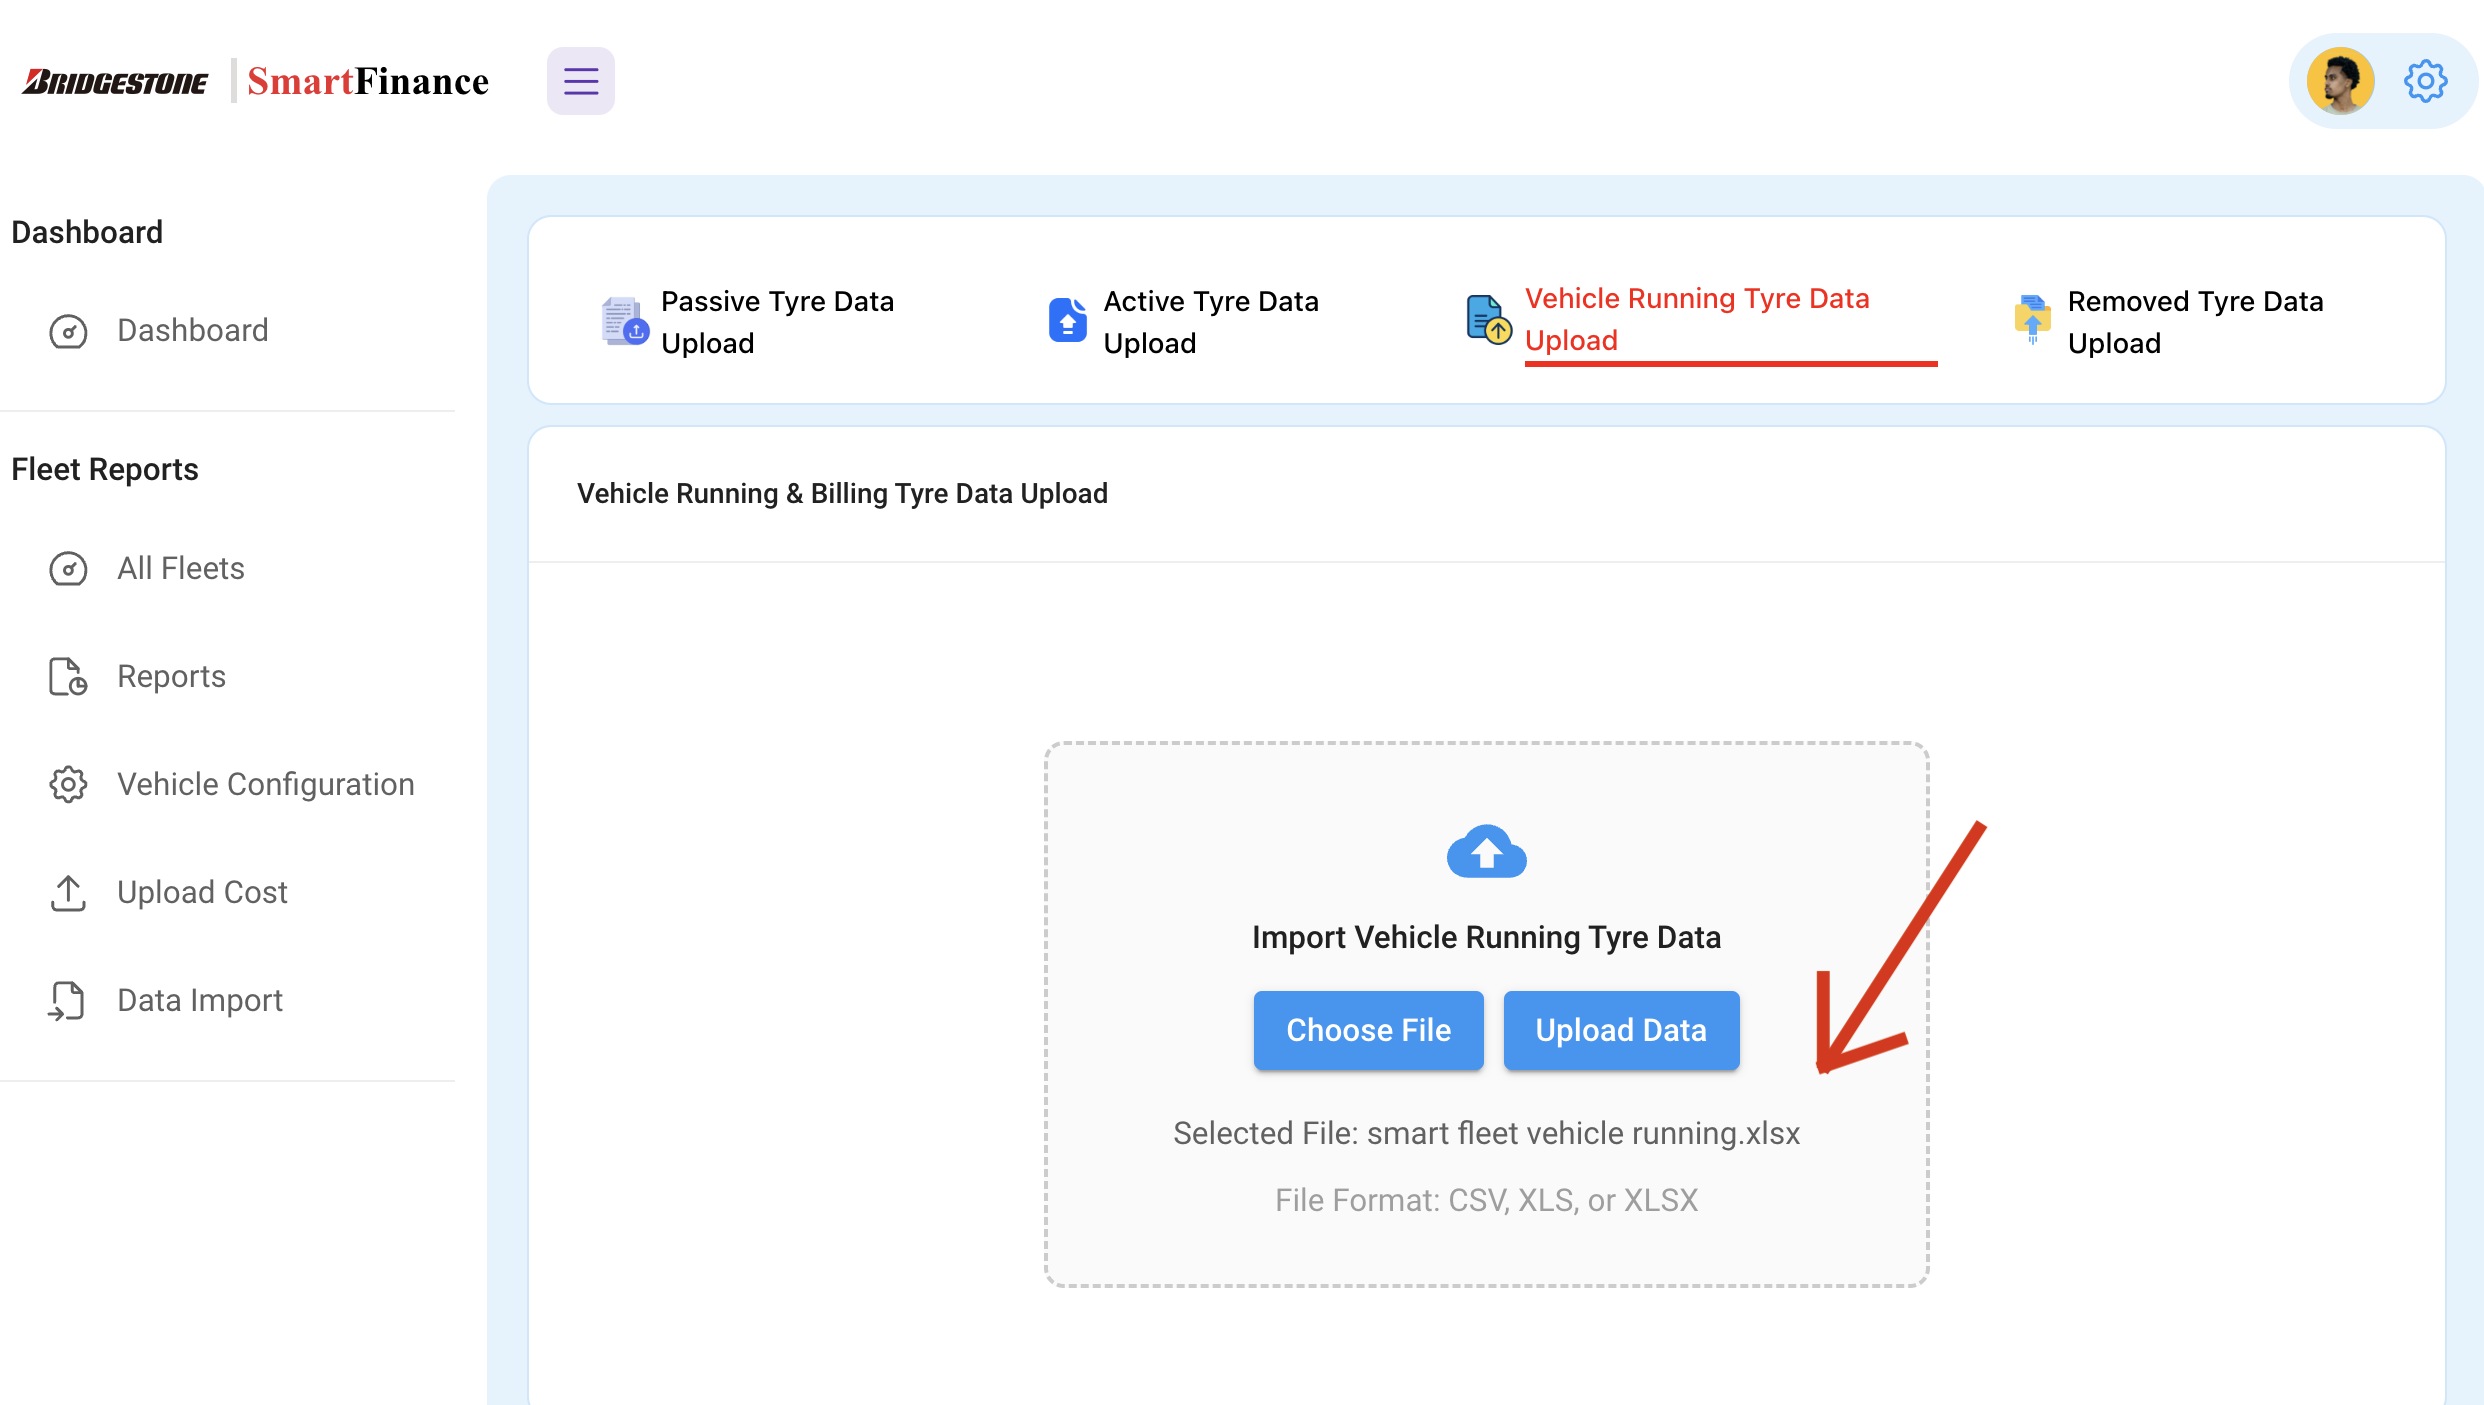 BRIDGESTONE SmartFinance
Dashboard
Dashboard
Fleet Reports
All Fleets
Reports
Vehicle Configuration
Upload Cost
Data Import
Passive Tyre Data
Upload
Active Tyre Data
Upload
Vehicle Running Tyre Data
Upload
Removed Tyre Data
Upload
Vehicle Running & Billing Tyre Data Upload
Import Vehicle Running Tyre Data
Choose File
Upload Data
Selected File: smart fleet vehicle running.xlsx
File Format: CSV, XLS, or XLSX